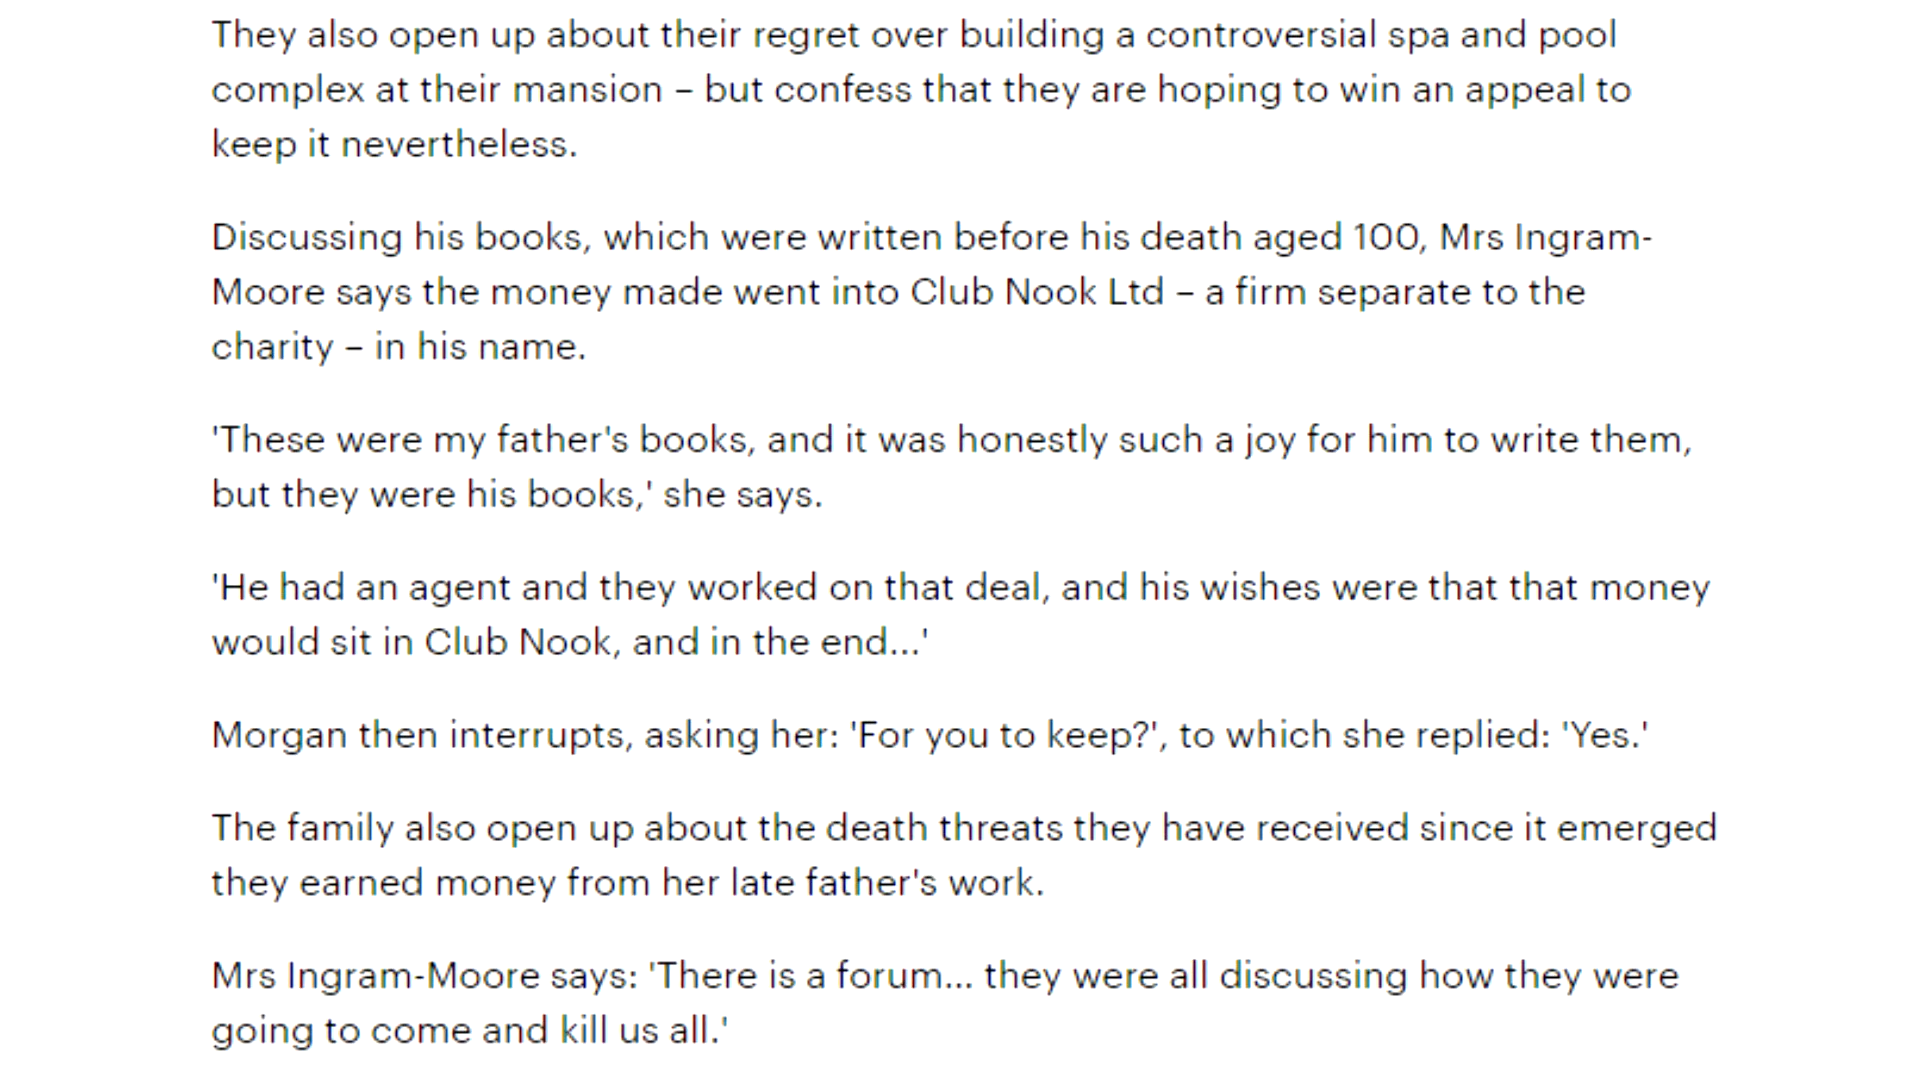 They also open up about their regret over building a controversial spa and pool
complex at their mansion – but confess that they are hoping to win an appeal to
keep it nevertheless.
Discussing his books, which were written before his death aged 100, Mrs Ingram-
Moore says the money made went into Club Nook Ltd – a firm separate to the
charity – in his name.
'These were my father's books, and it was honestly such a joy for him to write them,
but they were his books,' she says.
'He had an agent and they worked on that deal, and his wishes were that that money
would sit in Club Nook, and in the end...'
Morgan then interrupts, asking her: 'For you to keep?', to which she replied: 'Yes.'
The family also open up about the death threats they have received since it emerged
they earned money from her late father's work.
Mrs Ingram-Moore says: 'There is a forum... they were all discussing how they were
going to come and kill us all.'